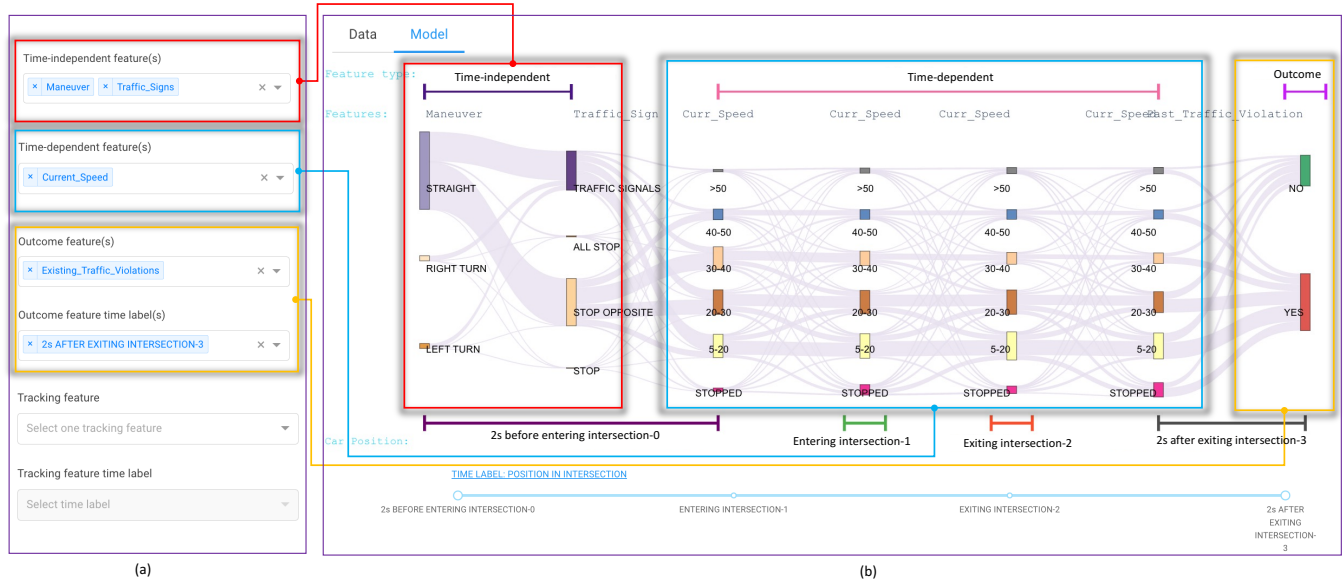 Time-independent feature(s)
× Maneuver × Traffic_Signs ×
Time-dependent feature(s)
× Current_Speed ×
Outcome feature(s)
× Existing_Traffic_Violations ×
Outcome feature time label(s)
× 2s AFTER EXITING INTERSECTION-3 ×
Tracking feature
Select one tracking feature
Tracking feature time label
Select time label
(a)
Data Model
Feature type: Time-independent Time-dependent Outcome
Features: Maneuver Traffic_Sign Curr_Speed Curr_Speed Curr_Speed Curr_Speed Past_Traffic_Violation
STRAIGHT TRAFFIC SIGNALS >50 >50 >50 >50 NO
ALL STOP 40-50 40-50 40-50 40-50
RIGHT TURN 30-40 30-40 30-40 30-40
STOP OPPOSITE 20-30 20-30 20-30 20-30 YES
LEFT TURN 5-20 5-20 5-20 5-20
STOP STOPPED STOPPED STOPPED STOPPED
Car Position: 2s before entering intersection-0 Entering intersection-1 Exiting intersection-2 2s after exiting intersection-3
TIME LABEL: POSITION IN INTERSECTION
2s BEFORE ENTERING INTERSECTION-0 ENTERING INTERSECTION-1 EXITING INTERSECTION-2 2s AFTER
EXITING
INTERSECTION-
3
(b)